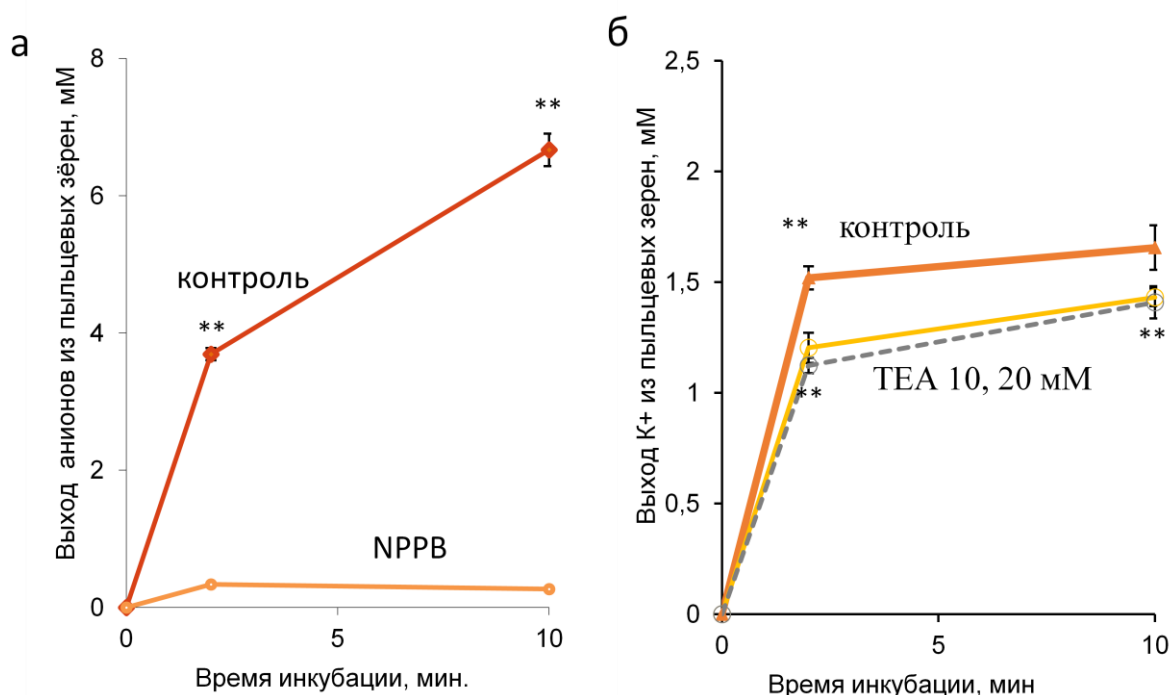 а
Выход анионов из пыльцевых зёрен, мМ
8
6
4
2
0
0
5
10
**
**
контроль
NPPB
Время инкубации, мин.
б
Выход К+ из пыльцевых зерен, мМ
2,5
2
1,5
1
0,5
0
0
5
10
**
контроль
**
**
TEA 10, 20 мМ
Время инкубации, мин